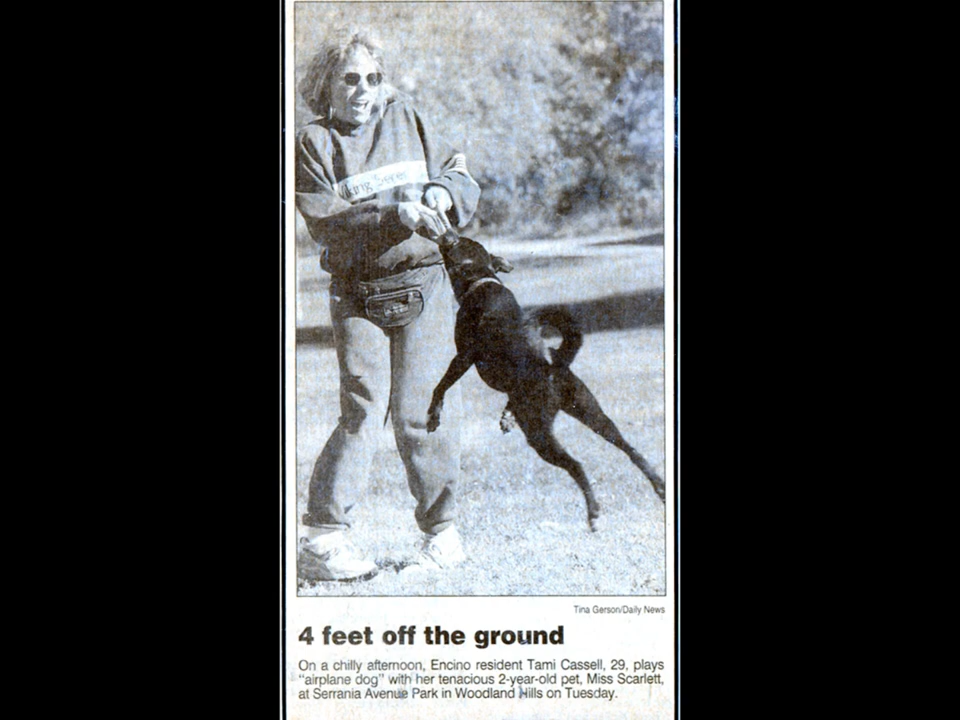 Viking
Tina Gerson/Daily News
4 feet off the ground
On a chilly afternoon, Encino resident Tami Cassell, 29, plays
“airplane dog” with her tenacious 2-year-old pet, Miss Scarlett,
at Serrania Avenue Park in Woodland Hills on Tuesday.